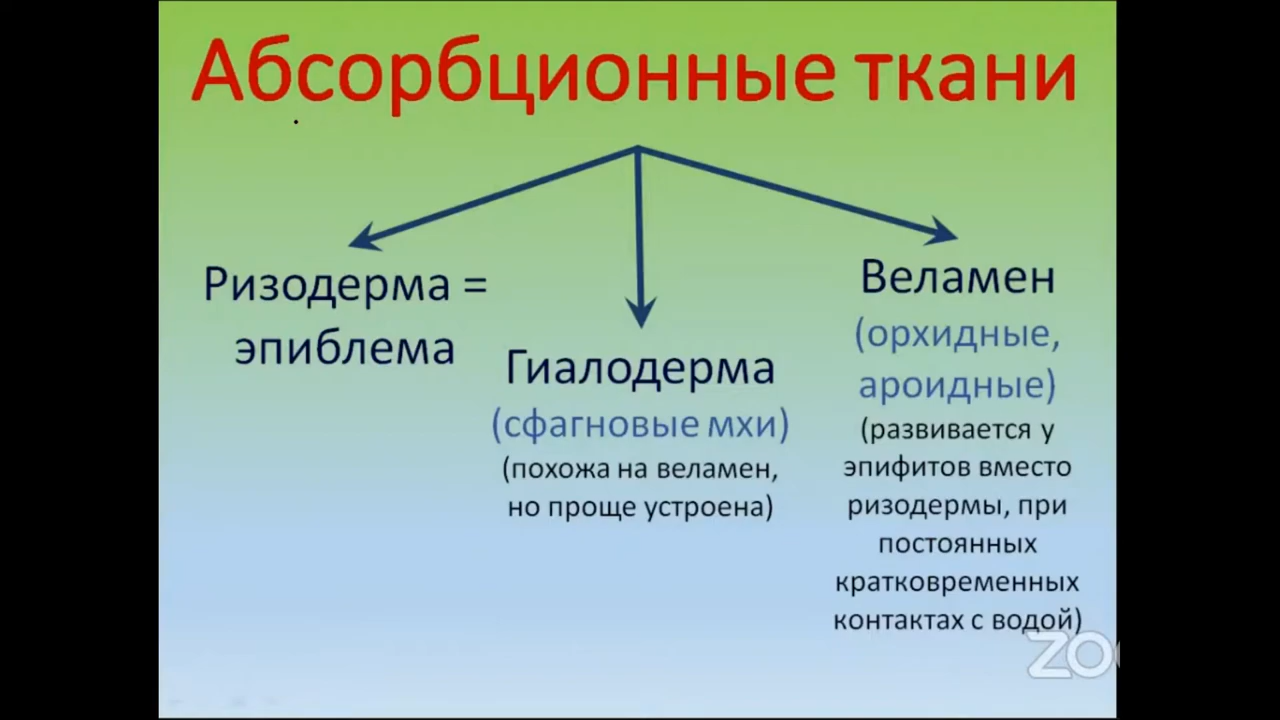 Абсорбционные ткани
Ризодерма =
эпиблема
Гиалодерма
(сфагновые мхи)
(похожа на веламен,
но проще устроена)
Веламен
(орхидные,
ароидные)
(развивается у
эпифитов вместо
ризодермы, при
постоянных
кратковременных
контактах с водой)